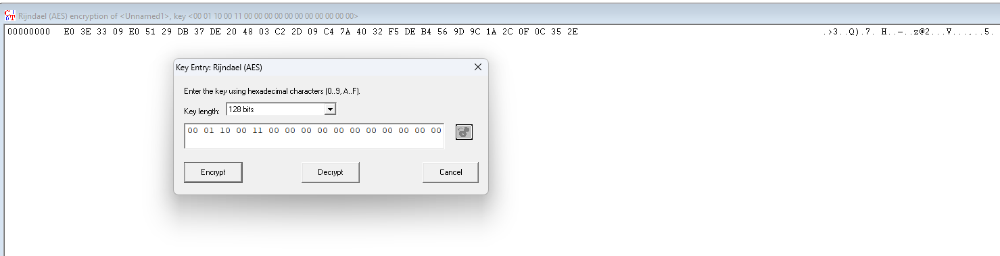 Rijndael (AES) encryption of <Unnamed1>, key <00 01 10 00 11 00 00 00 00 00 00 00 00 00 00 00>
00000000 E0 3E 33 09 E0 51 29 DB 37 DE 20 48 03 C2 2D 09 C4 7A 40 32 F5 DE B4 56 9D 9C 1A 2C 0F 0C 35 2E .>3..Q).7. H..-..z@2...V...,..5.
Key Entry: Rijndael (AES)
Enter the key using hexadecimal characters (0..9, A..F).
Key length: 128 bits
00 01 10 00 11 00 00 00 00 00 00 00 00 00 00 00
Encrypt Decrypt Cancel